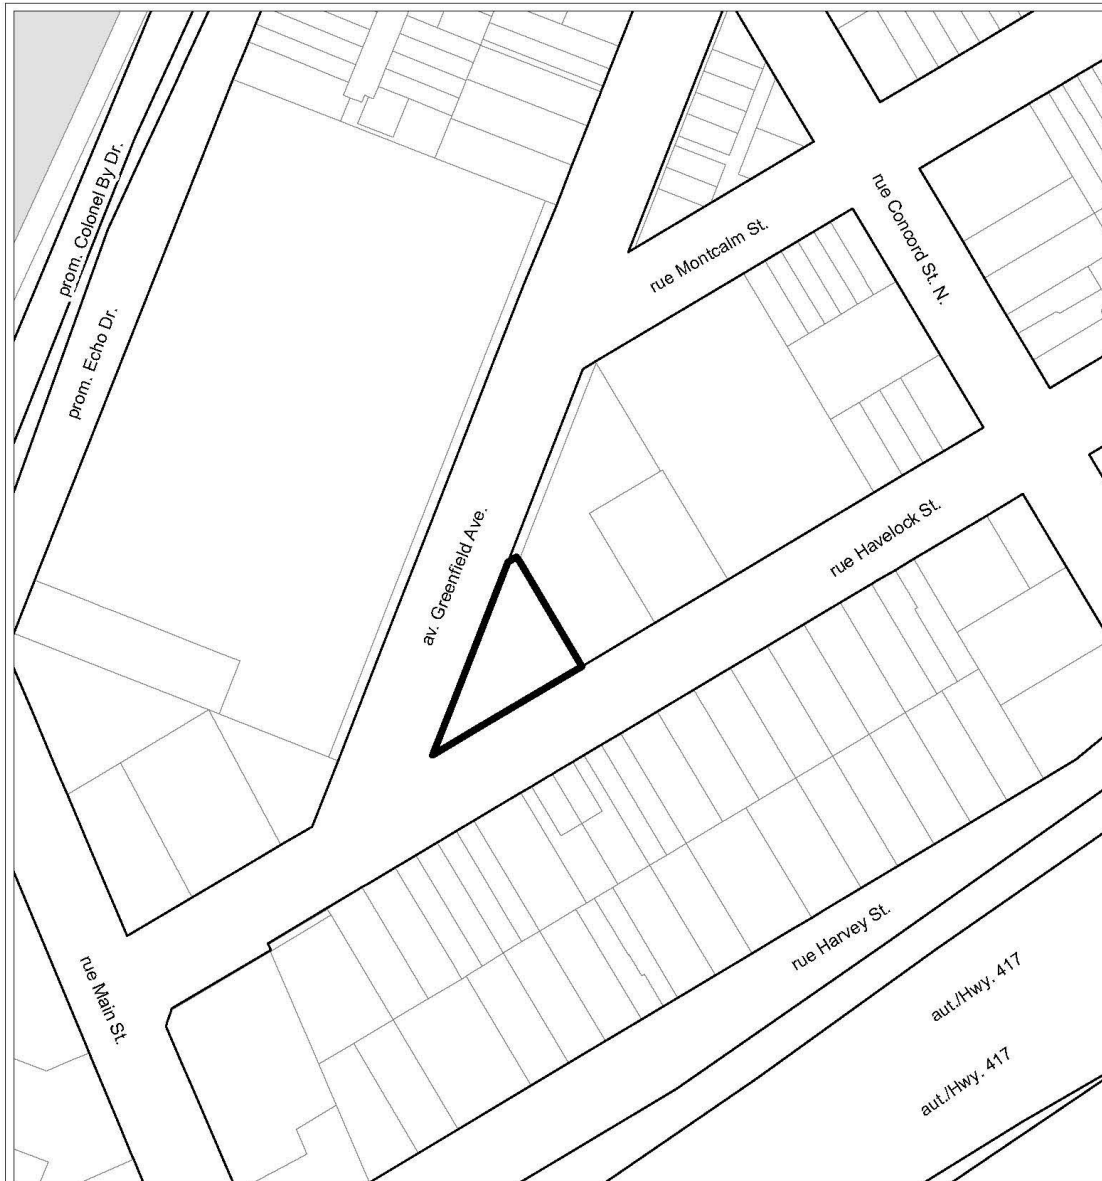 prom. Colonel By Dr.
rue Concord St. N.
rue Montcalm St.
prom. Echo Dr.
av. Greenfield Ave.
rue Havelock St.
rue Main St.
rue Harvey St.
aut./Hwy. 417
aut./Hwy. 417